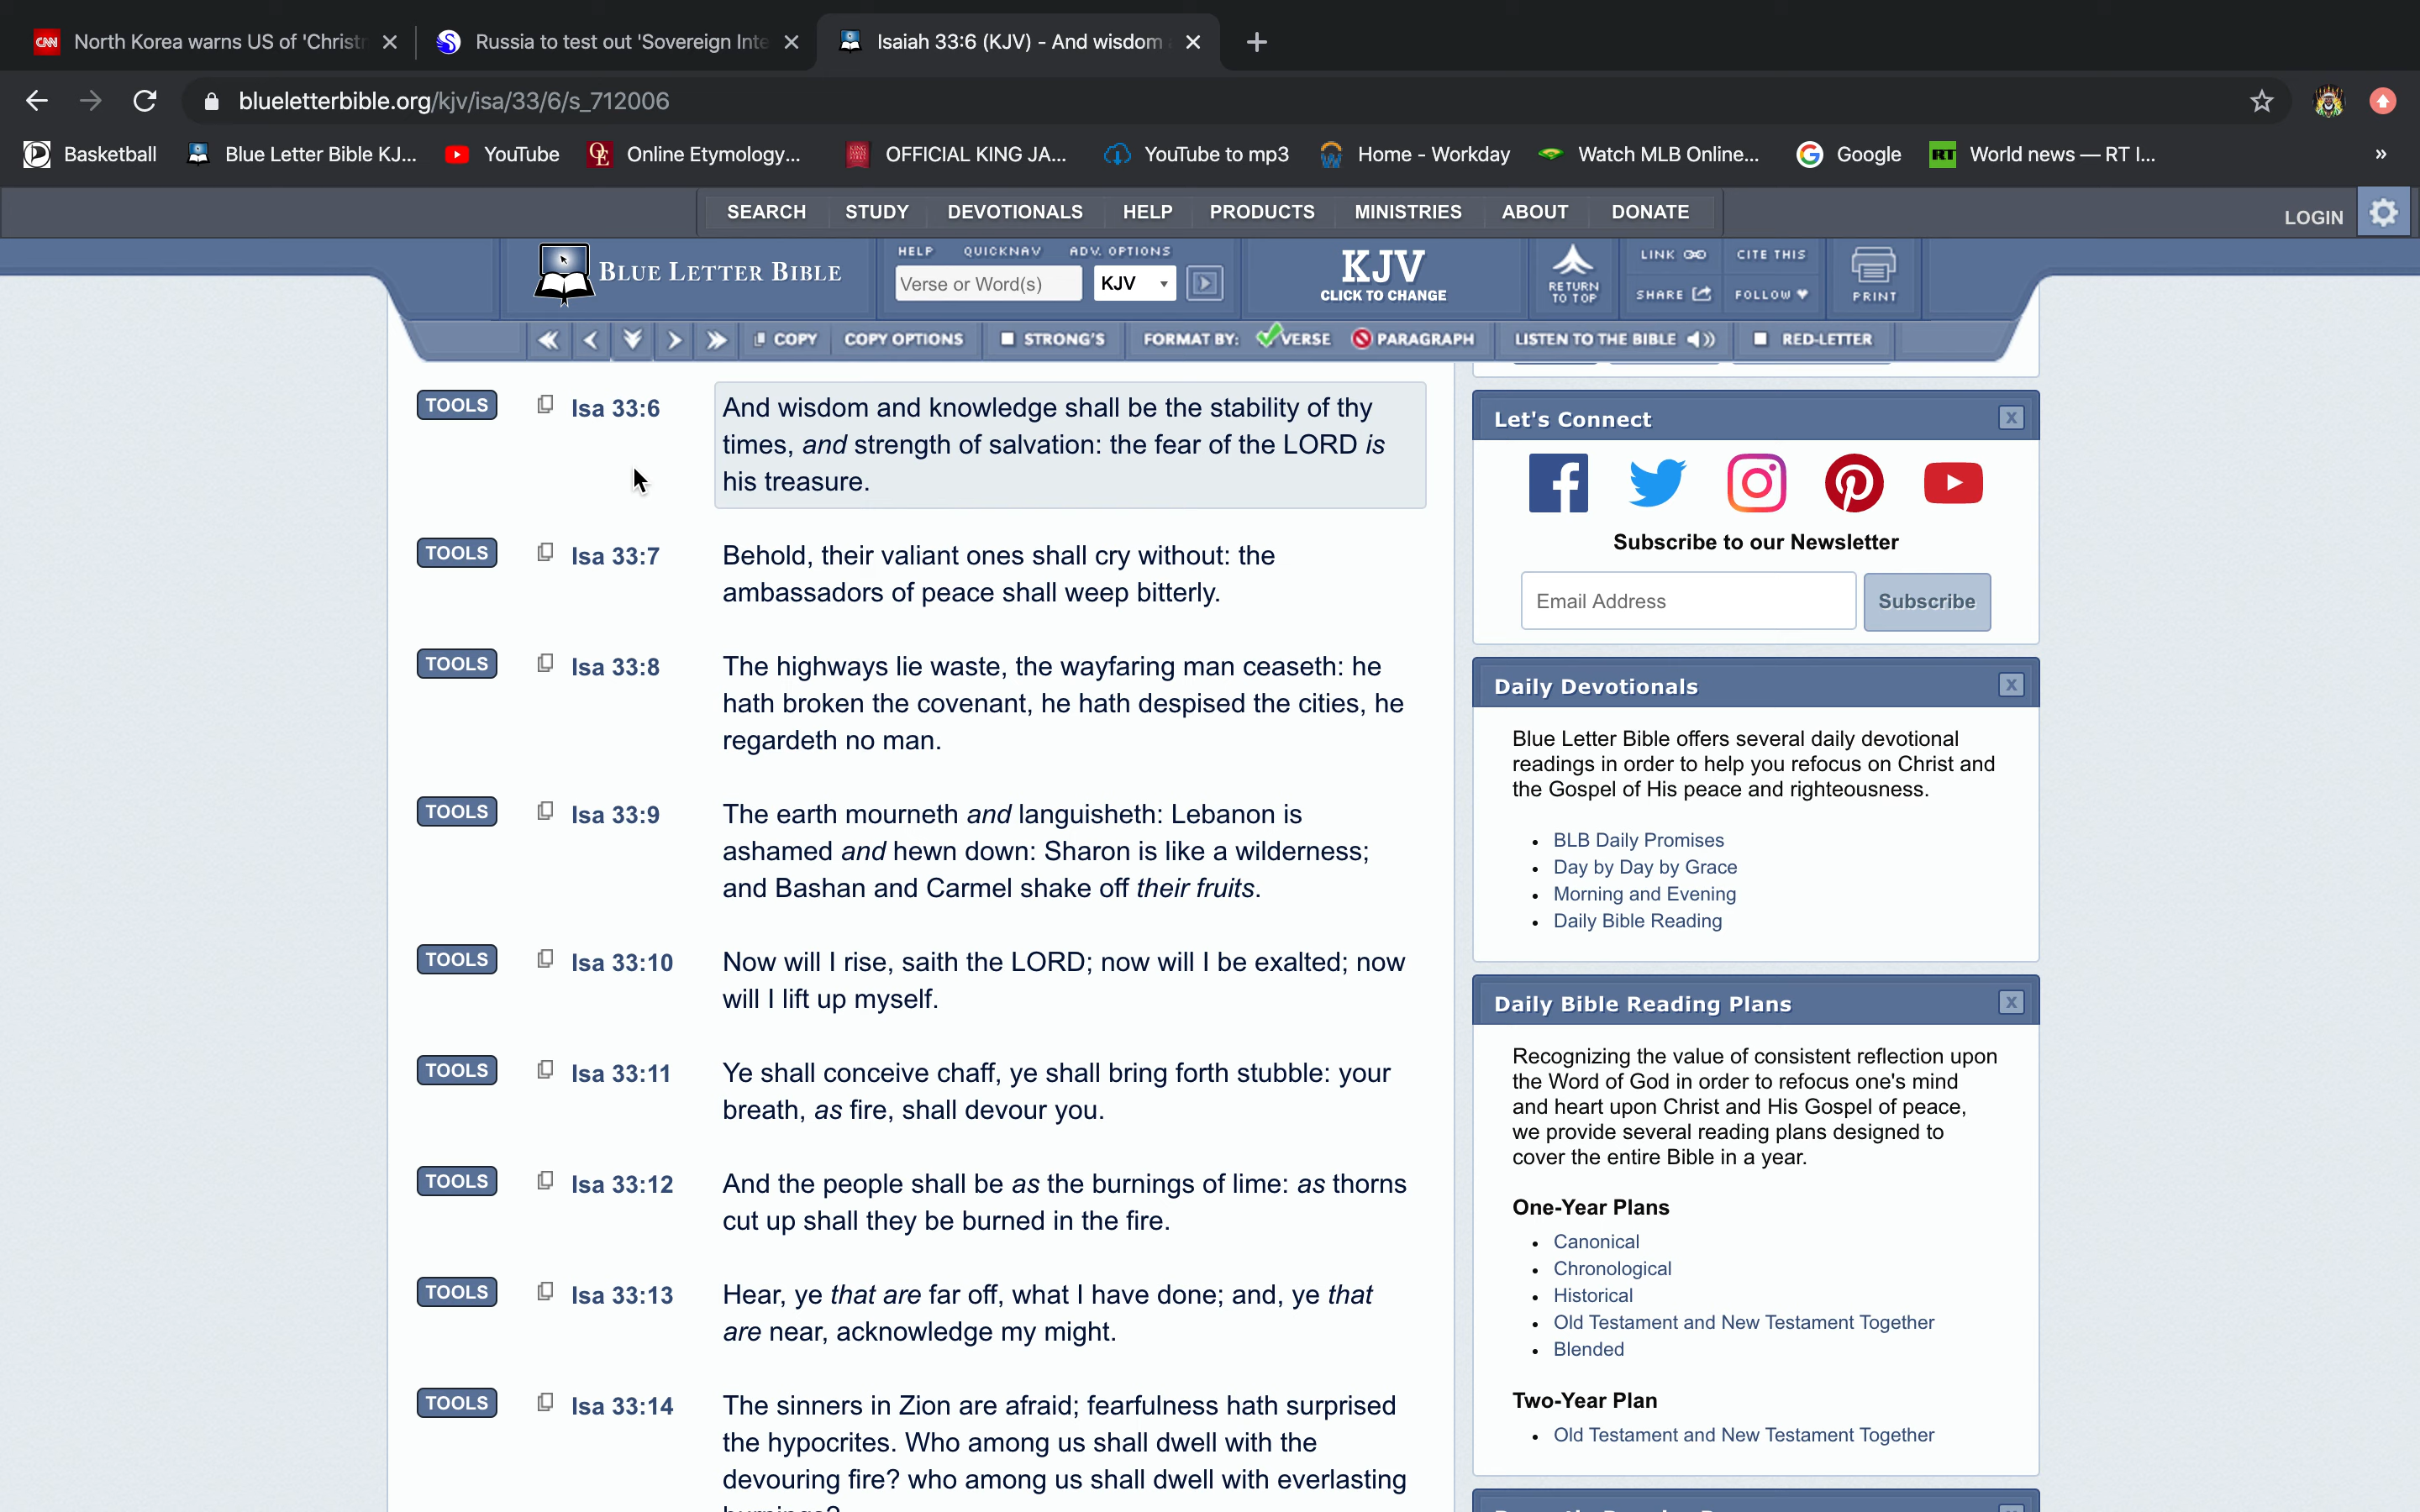 CNN North Korea warns US of 'Christm
Russia to test out 'Sovereign Inte
Isaiah 33:6 (KJV) - And wisdom
blueletterbible.org/kjv/isa/33/6/s_712006
Basketball
Blue Letter Bible KJ...
YouTube
Online Etymology...
OFFICIAL KING JA...
YouTube to mp3
Home - Workday
Watch MLB Online...
Google
RT World news — RT I...
»
SEARCH STUDY DEVOTIONALS HELP PRODUCTS MINISTRIES ABOUT DONATE
LOGIN
BLUE LETTER BIBLE
HELP QUICKNAV ADV. OPTIONS
Verse or Word(s) KJV
KJV
CLICK TO CHANGE
RETURN
TO TOP
LINK CITE THIS
SHARE FOLLOW
PRINT
COPY COPY OPTIONS STRONG'S FORMAT BY: VERSE PARAGRAPH LISTEN TO THE BIBLE RED-LETTER
TOOLS Isa 33:6 And wisdom and knowledge shall be the stability of thy
times, and strength of salvation: the fear of the LORD is
his treasure.
TOOLS Isa 33:7 Behold, their valiant ones shall cry without: the
ambassadors of peace shall weep bitterly.
TOOLS Isa 33:8 The highways lie waste, the wayfaring man ceaseth: he
hath broken the covenant, he hath despised the cities, he
regardeth no man.
TOOLS Isa 33:9 The earth mourneth and languisheth: Lebanon is
ashamed and hewn down: Sharon is like a wilderness;
and Bashan and Carmel shake off their fruits.
TOOLS Isa 33:10 Now will I rise, saith the LORD; now will I be exalted; now
will I lift up myself.
TOOLS Isa 33:11 Ye shall conceive chaff, ye shall bring forth stubble: your
breath, as fire, shall devour you.
TOOLS Isa 33:12 And the people shall be as the burnings of lime: as thorns
cut up shall they be burned in the fire.
TOOLS Isa 33:13 Hear, ye that are far off, what I have done; and, ye that
are near, acknowledge my might.
TOOLS Isa 33:14 The sinners in Zion are afraid; fearfulness hath surprised
the hypocrites. Who among us shall dwell with the
devouring fire? who among us shall dwell with everlasting
Let's Connect X
Subscribe to our Newsletter
Email Address Subscribe
Daily Devotionals X
Blue Letter Bible offers several daily devotional
readings in order to help you refocus on Christ and
the Gospel of His peace and righteousness.
• BLB Daily Promises
• Day by Day by Grace
• Morning and Evening
• Daily Bible Reading
Daily Bible Reading Plans X
Recognizing the value of consistent reflection upon
the Word of God in order to refocus one's mind
and heart upon Christ and His Gospel of peace,
we provide several reading plans designed to
cover the entire Bible in a year.
One-Year Plans
• Canonical
• Chronological
• Historical
• Old Testament and New Testament Together
• Blended
Two-Year Plan
• Old Testament and New Testament Together